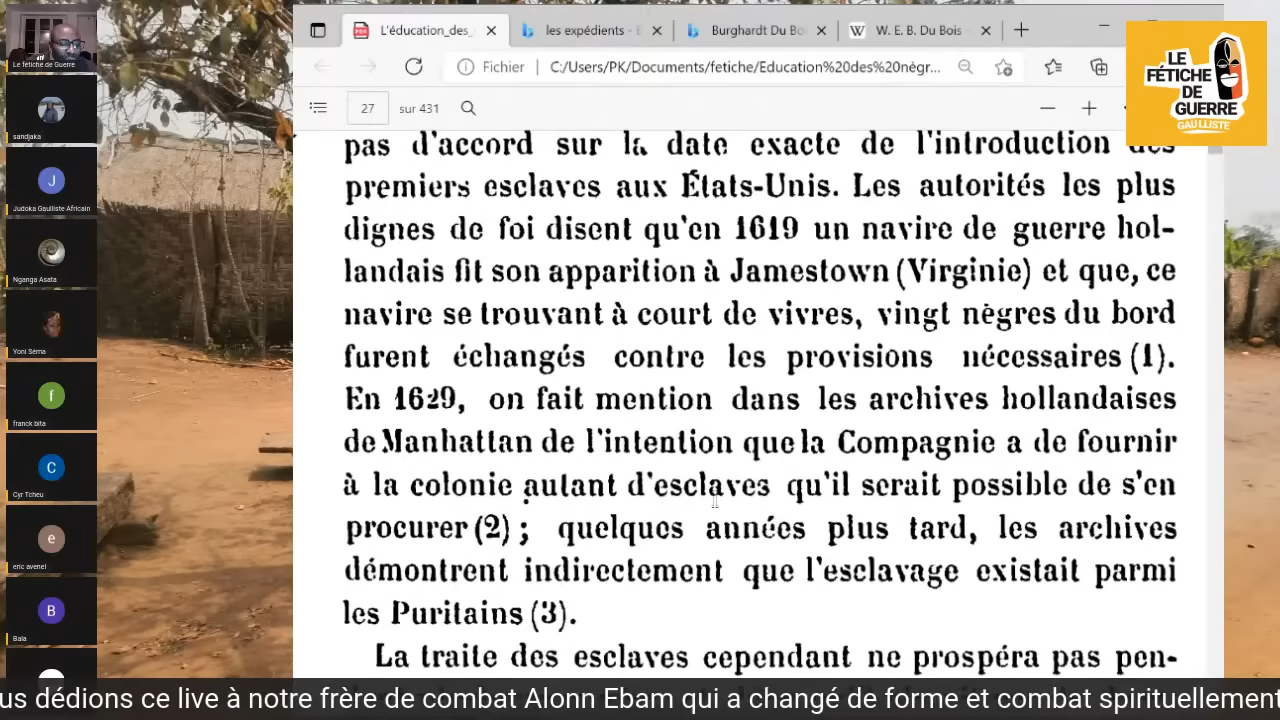 Le fétiche de Guerre
sandjaka
J
Judoka Gaulliste Africain
Nganga Asata
Yoni Séma
f
franck bita
C
Cyr Tcheu
e
eric avenel
B
Bala
L'éducation_des_
les expédients -
Burghardt Du Bo
W. E. B. Du Bois -
Fichier
C:/Users/PK/Documents/fetiche/Education%20des%20nègr...
27
sur 431
LE
FÉTICHE
DE
GUERRE
GAULLISTE
pas d'accord sur la date exacte de l'introduction des
premiers esclaves aux États-Unis. Les autorités les plus
dignes de foi disent qu'en 1619 un navire de guerre hol-
landais fit son apparition à Jamestown (Virginie) et que, ce
navire se trouvant à court de vivres, vingt nègres du bord
furent échangés contre les provisions nécessaires (1).
En 1629, on fait mention dans les archives hollandaises
de Manhattan de l'intention que la Compagnie a de fournir
à la colonie autant d'esclaves qu'il serait possible de s'en
procurer (2) ; quelques années plus tard, les archives
démontrent indirectement que l'esclavage existait parmi
les Puritains (3).
La traite des esclaves cependant ne prospéra pas pen-
us dédions ce live à notre frère de combat Alonn Ebam qui a changé de forme et combat spirituellement